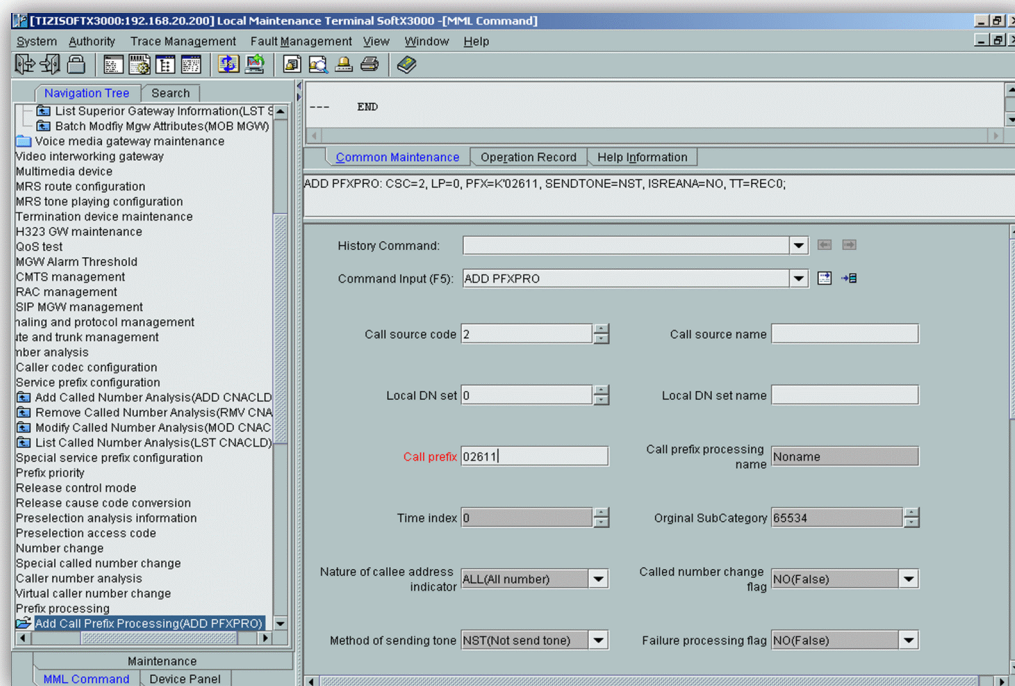 [TIZISOFTX3000:192.168.20.200] Local Maintenance Terminal SoftX3000 -[MML Command]
System Authority Trace Management Fault Management View Window Help
Navigation Tree Search
List Superior Gateway Information(LST S
Batch Modfiy Mgw Attributes(MOB MGW)
Voice media gateway maintenance
Video interworking gateway
Multimedia device
MRS route configuration
MRS tone playing configuration
Termination device maintenance
H323 GW maintenance
QoS test
MGW Alarm Threshold
CMTS management
RAC management
SIP MGW management
naling and protocol management
ute and trunk management
nber analysis
Caller codec configuration
Service prefix configuration
Add Called Number Analysis(ADD CNACLD
Remove Called Number Analysis(RMV CNA
Modify Called Number Analysis(MOD CNAC
List Called Number Analysis(LST CNACLD)
Special service prefix configuration
Prefix priority
Release control mode
Release cause code conversion
Preselection analysis information
Preselection access code
Number change
Special called number change
Caller number analysis
Virtual caller number change
Prefix processing
Add Call Prefix Processing(ADD PFXPRO)
Maintenance
MML Command Device Panel
--- END
Common Maintenance Operation Record Help Information
ADD PFXPRO: CSC=2, LP=0, PFX=K'02611, SENDTONE=NST, ISREANA=NO, TT=REC0;
History Command:
Command Input (F5): ADD PFXPRO
Call source code 2 Call source name
Local DN set 0 Local DN set name
Call prefix 02611 Call prefix processing name Noname
Time index 0 Orginal SubCategory 65534
Nature of callee address indicator ALL(All number) Called number change flag NO(False)
Method of sending tone NST(Not send tone) Failure processing flag NO(False)